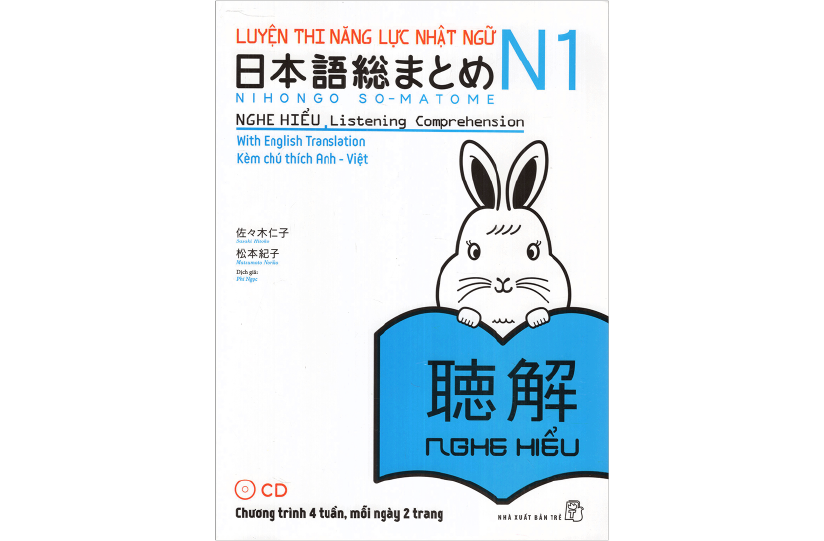 LUYỆN THI NĂNG LỰC NHẬT NGỮ
日本語総まとめ N1
NIHONGO SO-MATOME
NGHE HIỂU, Listening Comprehension
With English Translation
Kèm chú thích Anh - Việt
佐々木仁子
Sasaki Hitoko
松本紀子
Matsumoto Noriko
Dịch giả:
Phi Ngọc
聴解
NGHE HIỂU
CD
Chương trình 4 tuần, mỗi ngày 2 trang
NHÀ XUẤT BẢN TRẺ